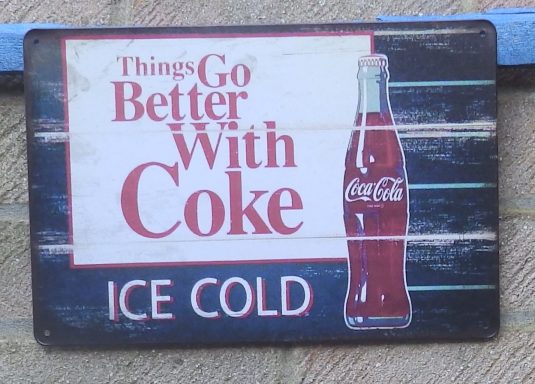 Things Go
Better
With
Coke
Coca-Cola
ICE COLD